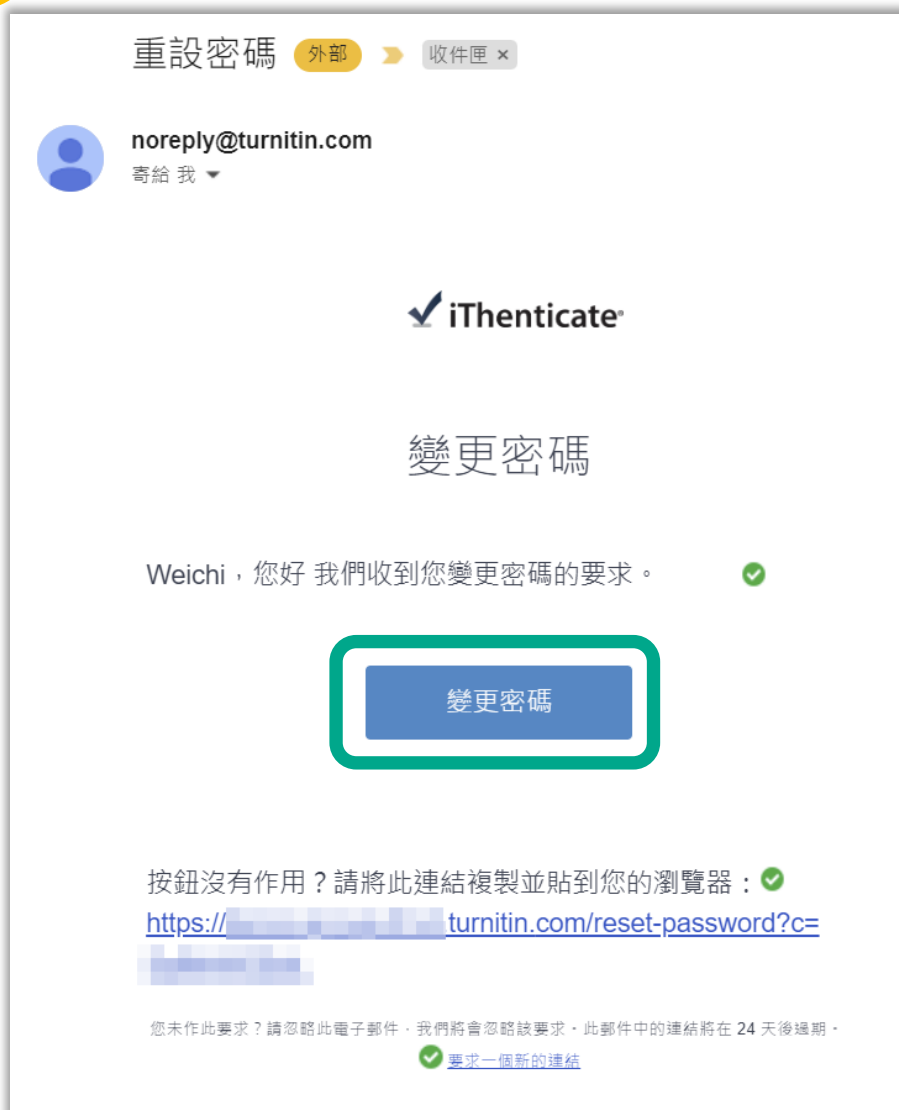 重設密碼 外部 收件匣 ×
noreply@turnitin.com
寄給 我
iThenticate®
變更密碼
Weichi，您好 我們收到您變更密碼的要求。
變更密碼
按鈕沒有作用？請將此連結複製並貼到您的瀏覽器：
https:// turnitin.com/reset-password?c=
您未作此要求？請忽略此電子郵件，我們將會忽略該要求。此郵件中的連結將在 24 天後過期。
要求一個新的連結